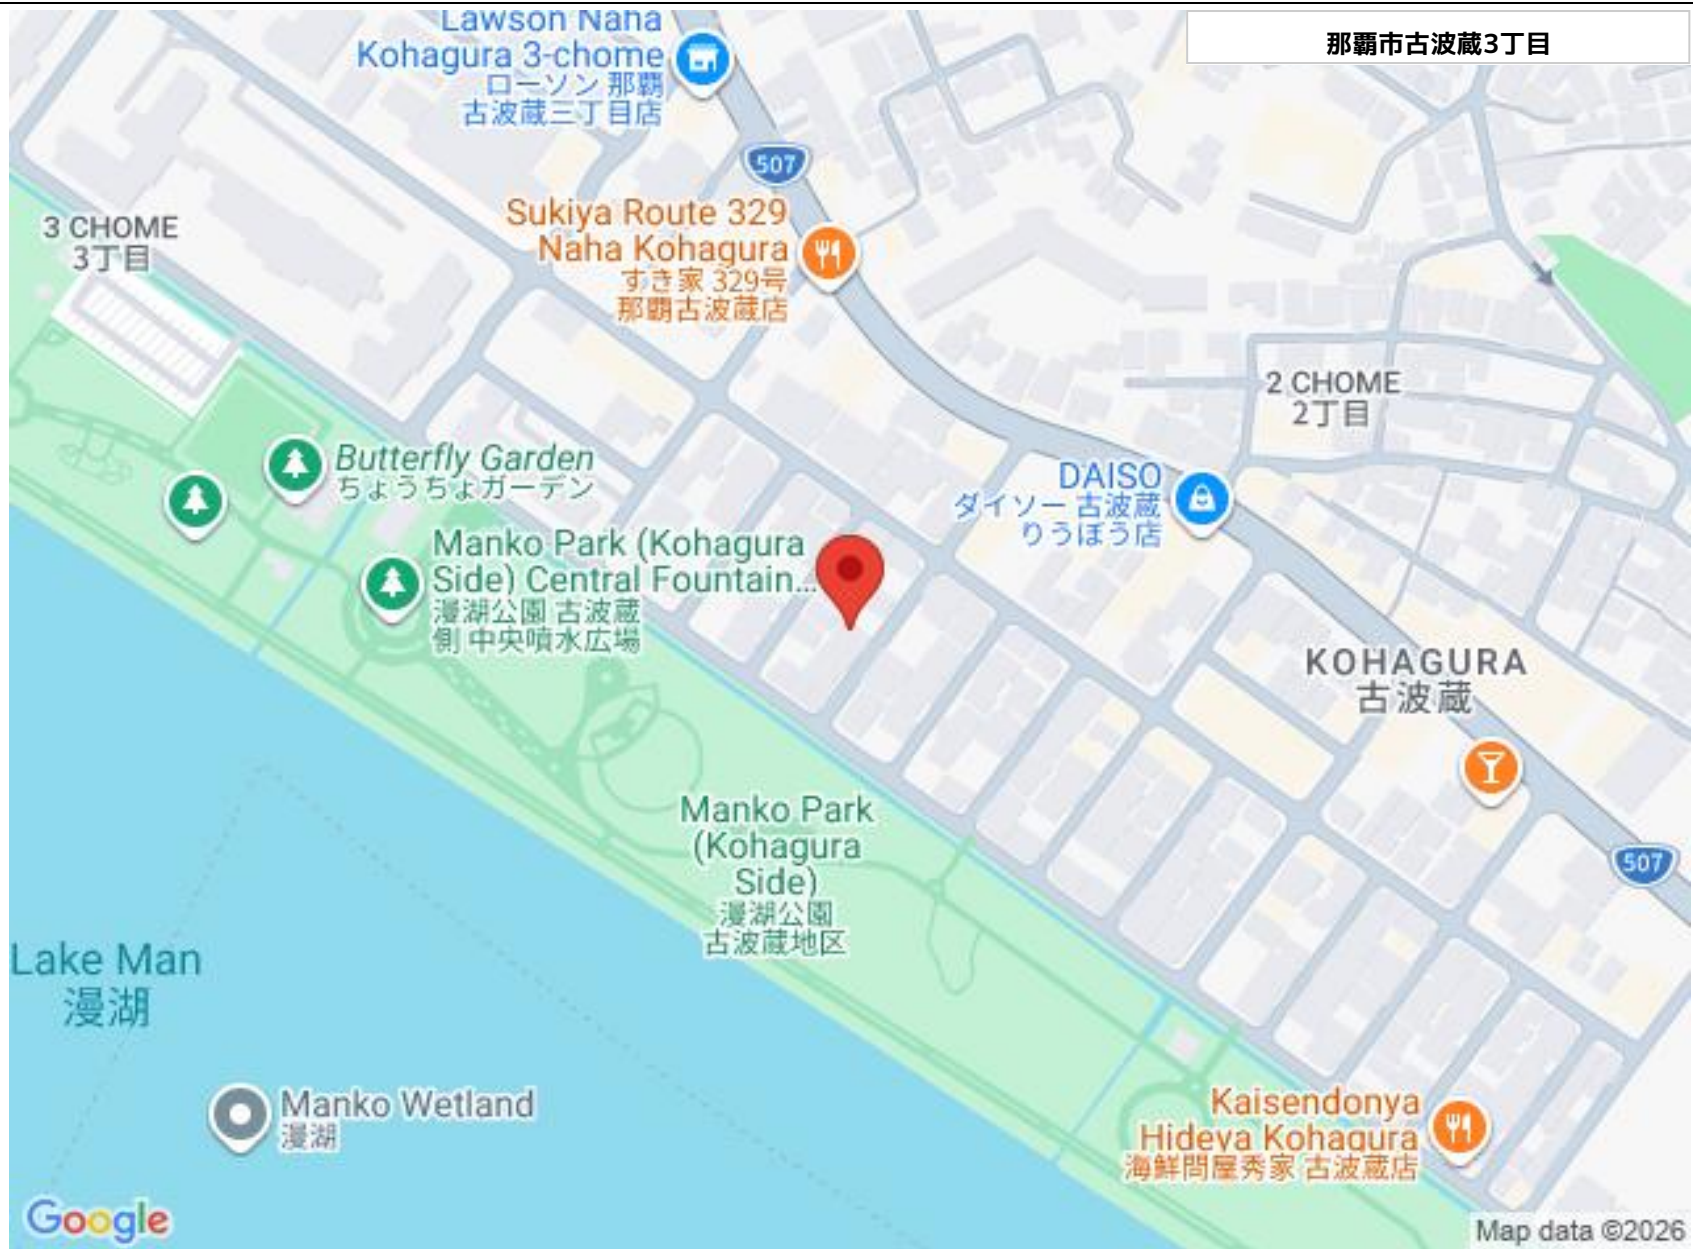 那覇市古波蔵3丁目
Lawson Naha
Kohagura 3-chome
ローソン 那覇
古波蔵三丁目店
507
Sukiya Route 329
Naha Kohagura
すき家 329号
那覇古波蔵店
3 CHOME
3丁目
2 CHOME
2丁目
Butterfly Garden
ちょうちょガーデン
DAISO
ダイソー 古波蔵
りうぼう店
Manko Park (Kohagura
Side) Central Fountain...
漫湖公園 古波蔵
側 中央噴水広場
KOHAGURA
古波蔵
Manko Park
(Kohagura
Side)
漫湖公園
古波蔵地区
507
Lake Man
漫湖
Manko Wetland
漫湖
Kaisendonya
Hideya Kohagura
海鮮問屋秀家 古波蔵店
Google
Map data ©2026